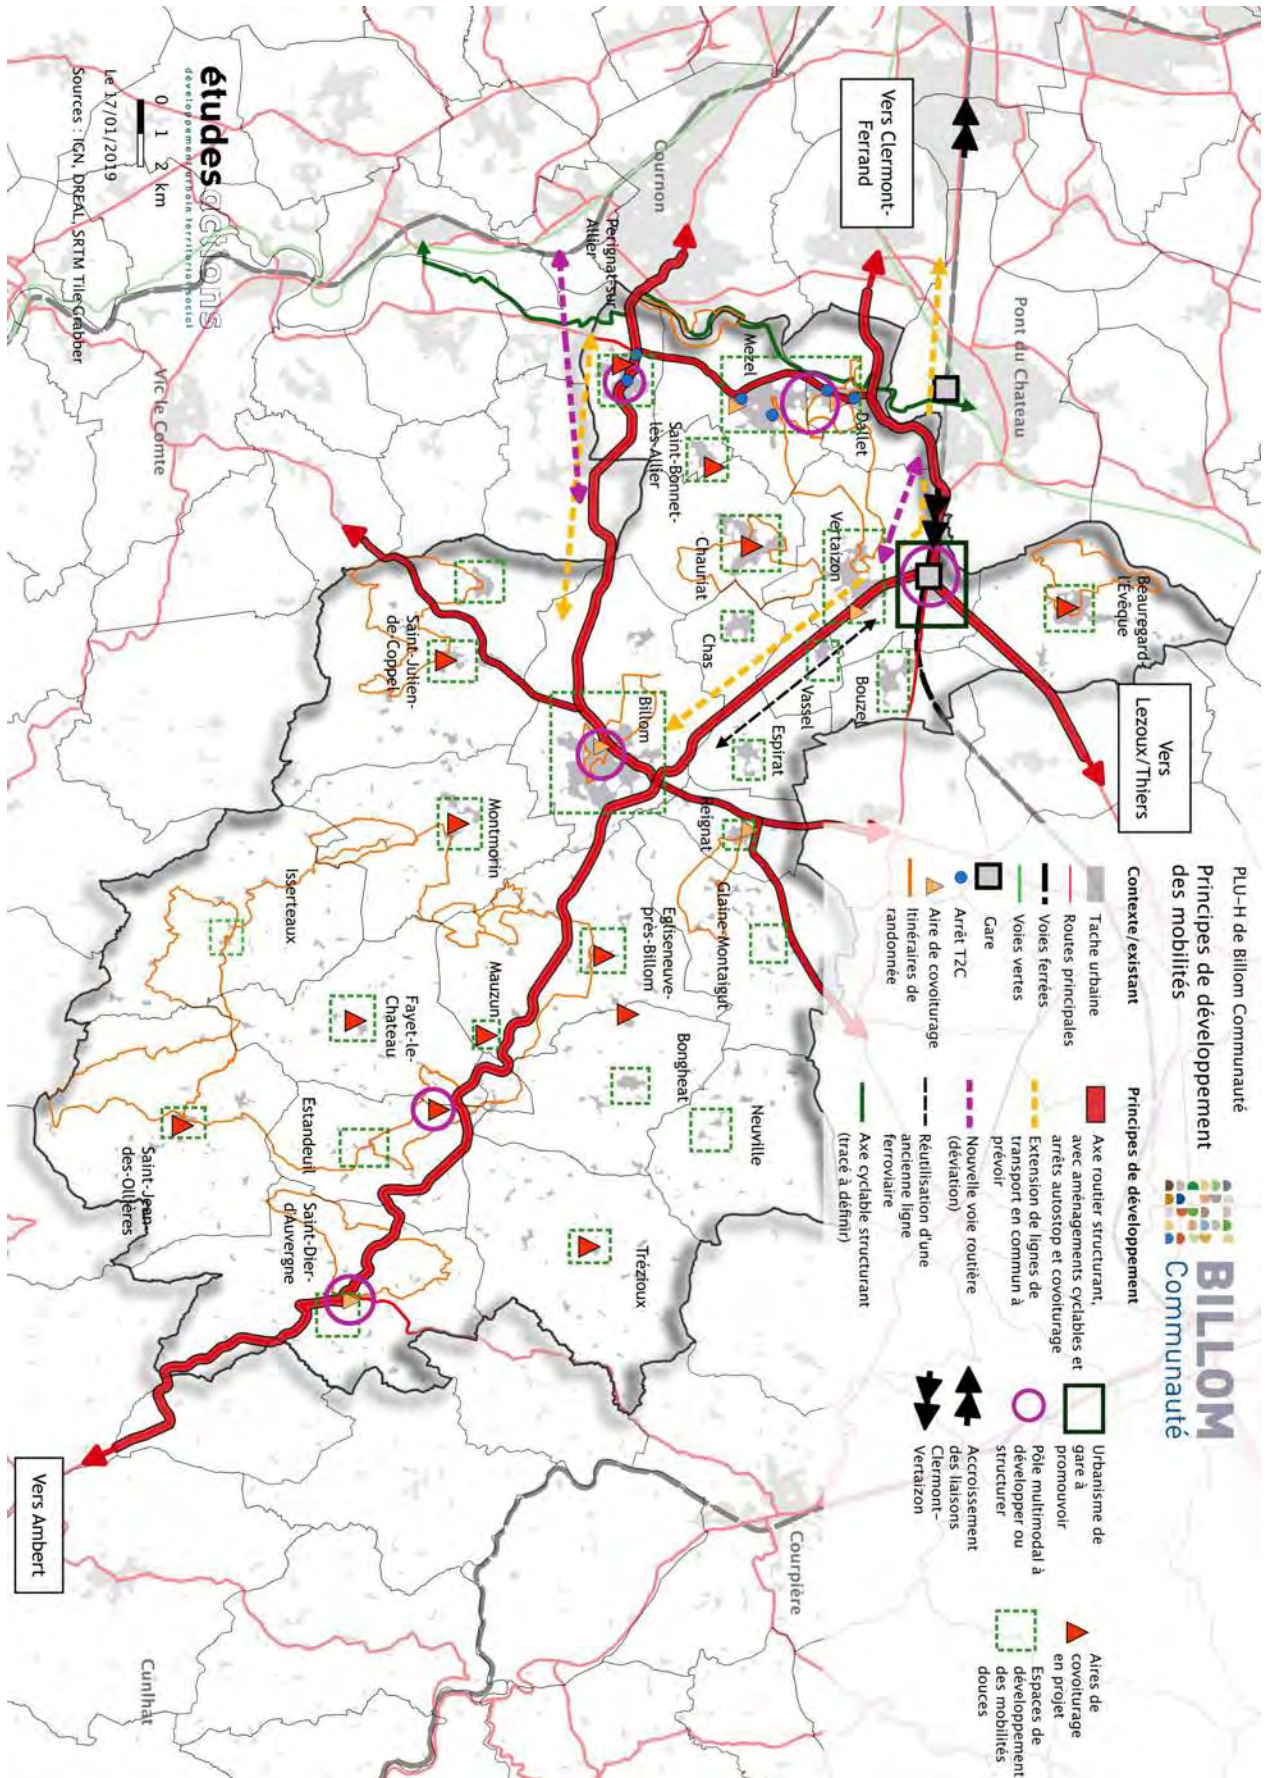 PLU-H de Billom Communauté
Principes de développement
des mobilités
BILLOM
Communauté
Contexte/existant
Tache urbaine
Routes principales
Voies ferrées
Voies vertes
Gare
Arrêt T2C
Aire de covoiturage
Itinéraires de
randonnée
Principes de développement
Axe routier structurant,
avec aménagements cyclables et
arrêts autostop et covoiturage
Extension de lignes de
transport en commun à
prévoir
Nouvelle voie routière
(déviation)
Réutilisation d'une
ancienne ligne
ferroviaire
Axe cyclable structurant
(tracé à définir)
Urbanisme de
gare à
promouvoir
Pôle multimodal à
développer ou
structurer
Accroissement
des liaisons
Clermont-
Vertaizon
Aires de
covoiturage
en projet
Espaces de
développement
des mobilités
douces
Vers Clermont-
Ferrand
Vers
Lezoux/Thiers
Vers Ambert
Pont du Chateau
Cournon
Vic le Comte
Courpière
Cunlhat
Beauregard-
l'Évêque
Dallet
Mezel
Pérignat-sur-
Allier
Saint-Bonnet-
lès-Allier
Vertaizon
Chauriat
Chas
Vassel
Bouzel
Espirat
Reignat
Billom
Saint-Julien-
de-Coppel
Glaine-Montaigut
Montmorin
Egliseneuve-
près-Billom
Isserteaux
Mauzun
Fayet-le-
Chateau
Bongheat
Neuville
Estandeuil
Trézioux
Saint-Jean-
des-Ollières
Saint-Dier-
d'Auvergne
étudesactions
développement urbain territorial social
0 1 2 km
Le 17/01/2019
Sources : IGN, DREAL, SRTM Tile Grabber